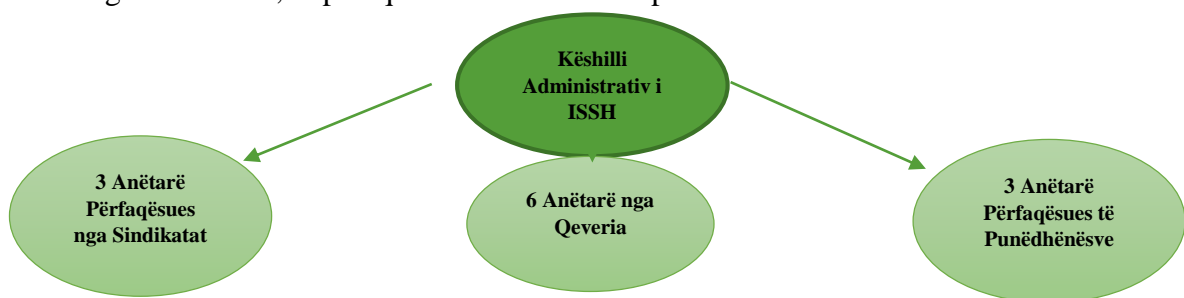 Këshilli
Administrativ i
ISSH
3 Anëtarë
Përfaqësues
nga Sindikatat
6 Anëtarë nga
Qeveria
3 Anëtarë
Përfaqësues të
Punëdhënësve